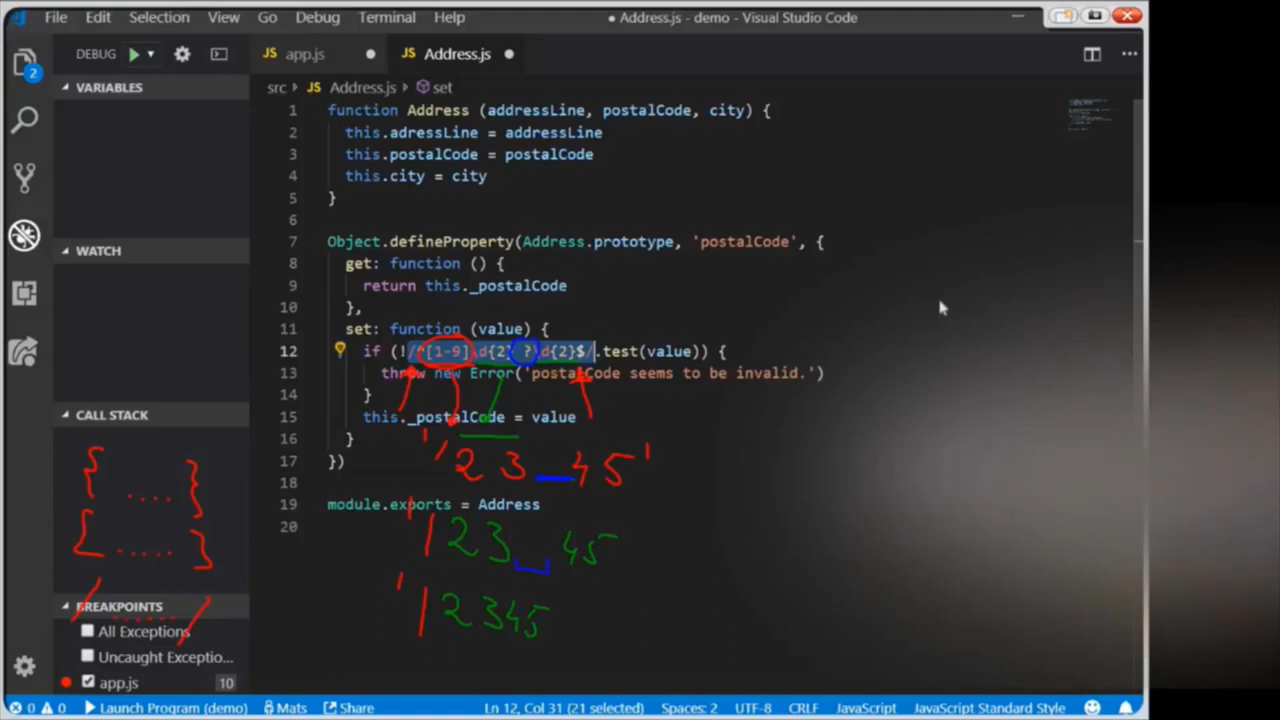 File Edit Selection View Go Debug Terminal Help ● Address.js - demo - Visual Studio Code
DEBUG JS app.js ● JS Address.js ●
2
src > JS Address.js > set
VARIABLES
WATCH
CALL STACK
BREAKPOINTS
All Exceptions
Uncaught Exceptio...
app.js 10
1 function Address (addressLine, postalCode, city) {
2 this.adressLine = addressLine
3 this.postalCode = postalCode
4 this.city = city
5 }
6
7 Object.defineProperty(Address.prototype, 'postalCode', {
8 get: function () {
9 return this._postalCode
10 },
11 set: function (value) {
12 if (!/^[1-9]\d{2} ?\d{2}$/.test(value)) {
13 throw new Error('postalCode seems to be invalid.')
14 }
15 this._postalCode = value
16 }
17 })
18
19 module.exports = Address
20
{ .... }
[ ..... ]
/ ...... /
'123 45'
'123 45
'12345
0 0 Launch Program (demo) Mats Share Ln 12, Col 31 (21 selected) Spaces: 2 UTF-8 CRLF JavaScript JavaScript Standard Style